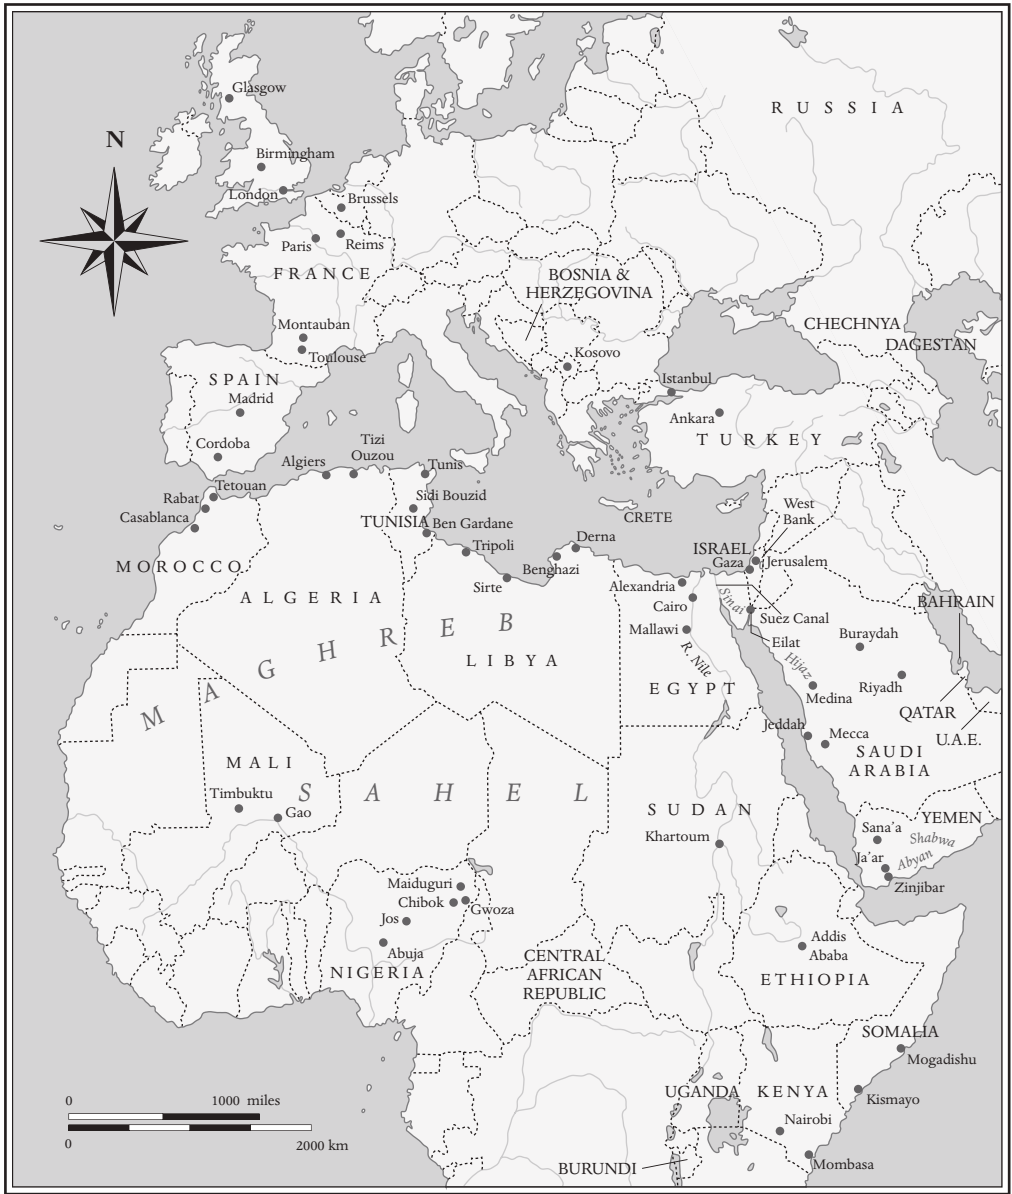 Glasgow
RUSSIA
N
Birmingham
London
Brussels
Paris
Reims
FRANCE
BOSNIA &
HERZEGOVINA
Montauban
Toulouse
CHECHNYA
DAGESTAN
Kosovo
SPAIN
Madrid
Istanbul
Ankara
TURKEY
Cordoba
Tizi
Ouzou
Algiers
Tunis
Tetouan
Rabat
Casablanca
Sidi Bouzid
TUNISIA
Ben Gardane
CRETE
West
Bank
Tripoli
Derna
ISRAEL
Gaza
Jerusalem
MOROCCO
Benghazi
Sirte
Alexandria
ALGERIA
Cairo
Sinai
Suez Canal
BAHRAIN
MAGHREB
Mallawi
Eilat
Buraydah
LIBYA
R. Nile
Hijaz
EGYPT
Medina
Riyadh
QATAR
Jeddah
Mecca
U.A.E.
SAUDI
ARABIA
MALI
SAHEL
Timbuktu
Gao
SUDAN
YEMEN
Khartoum
Sana’a
Shabwa
Ja’ar
Abyan
Zinjibar
Maiduguri
Chibok
Gwoza
Jos
Abuja
NIGERIA
Addis
Ababa
CENTRAL
AFRICAN
REPUBLIC
ETHIOPIA
SOMALIA
Mogadishu
UGANDA
KENYA
Kismayo
Nairobi
BURUNDI
Mombasa
0 1000 miles
0 2000 km